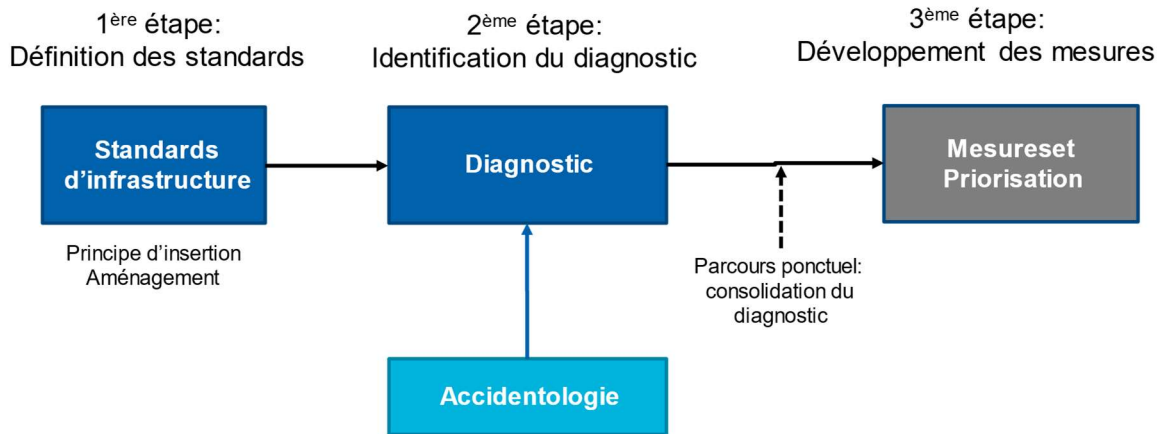 1ère étape:
Définition des standards
2ème étape:
Identification du diagnostic
3ème étape:
Développement des mesures
Standards
d’infrastructure
Diagnostic
Mesureset
Priorisation
Principe d’insertion
Aménagement
Parcours ponctuel:
consolidation du
diagnostic
Accidentologie